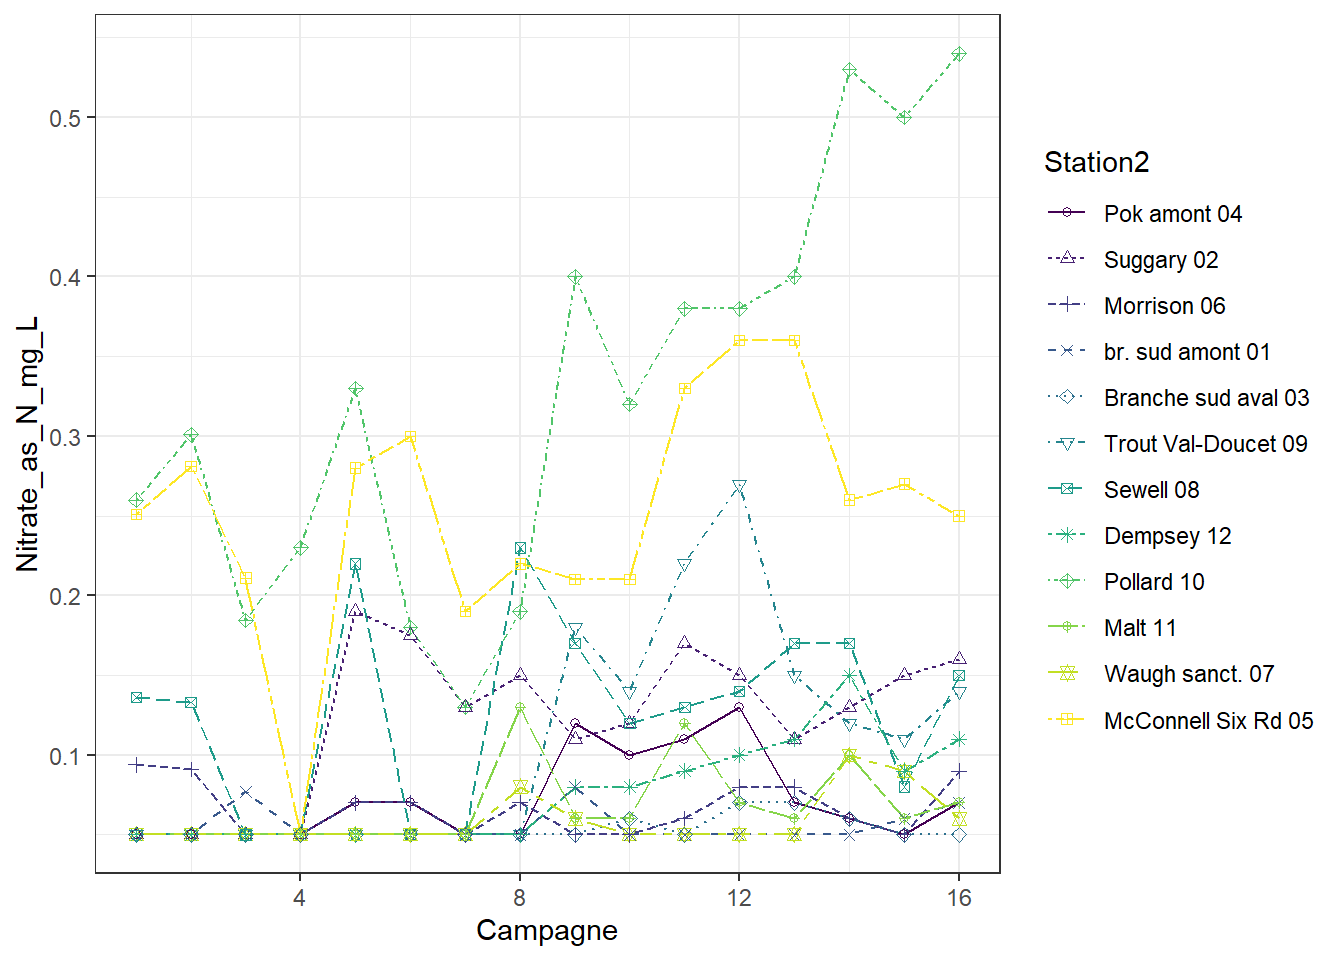 0.5
0.4
0.3
0.2
0.1
Nitrate_as_N_mg_L
4
8
12
16
Campagne
Station2
Pok amont 04
Suggary 02
Morrison 06
br. sud amont 01
Branche sud aval 03
Trout Val-Doucet 09
Sewell 08
Dempsey 12
Pollard 10
Malt 11
Waugh sanct. 07
McConnell Six Rd 05